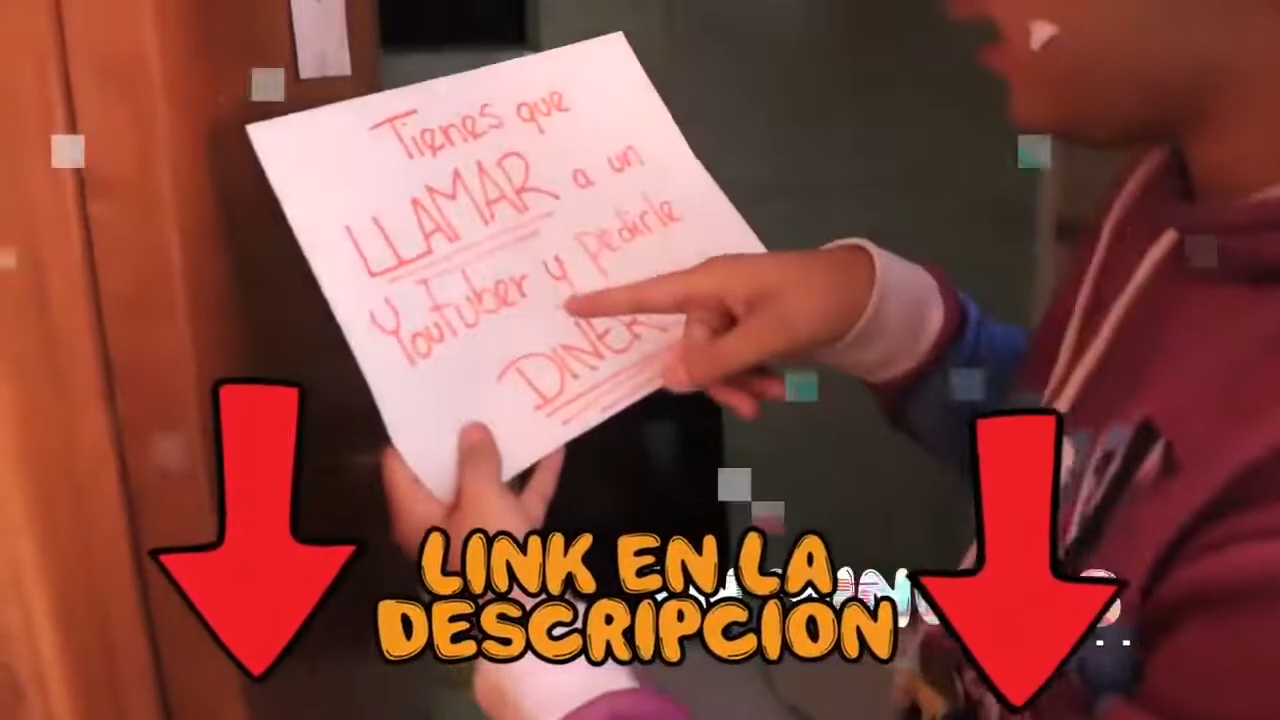 Tienes que
LLAMAR a un
YouTuber y pedirle
LINK EN LA
DESCRIPCION